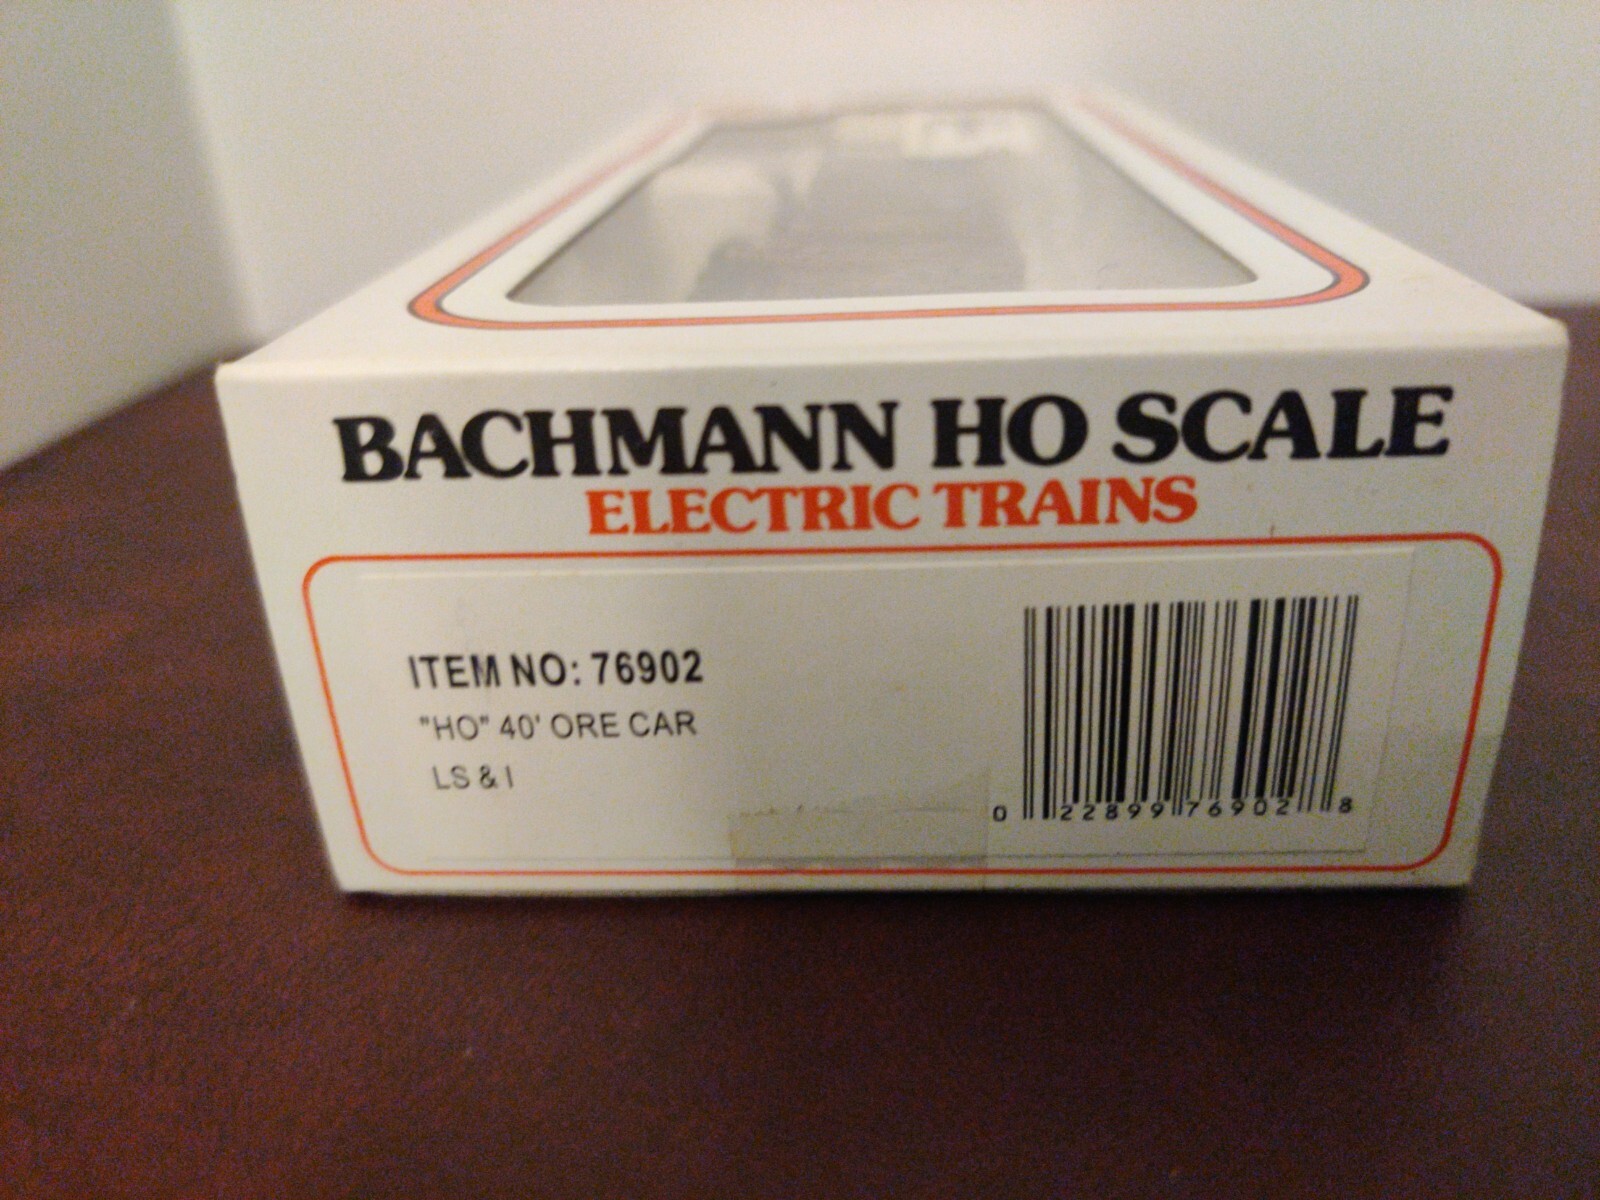 BACHMANN HO SCALE
ELECTRIC TRAINS
ITEM NO: 76902
"HO" 40' ORE CAR
LS & I
0 22899 76902 8